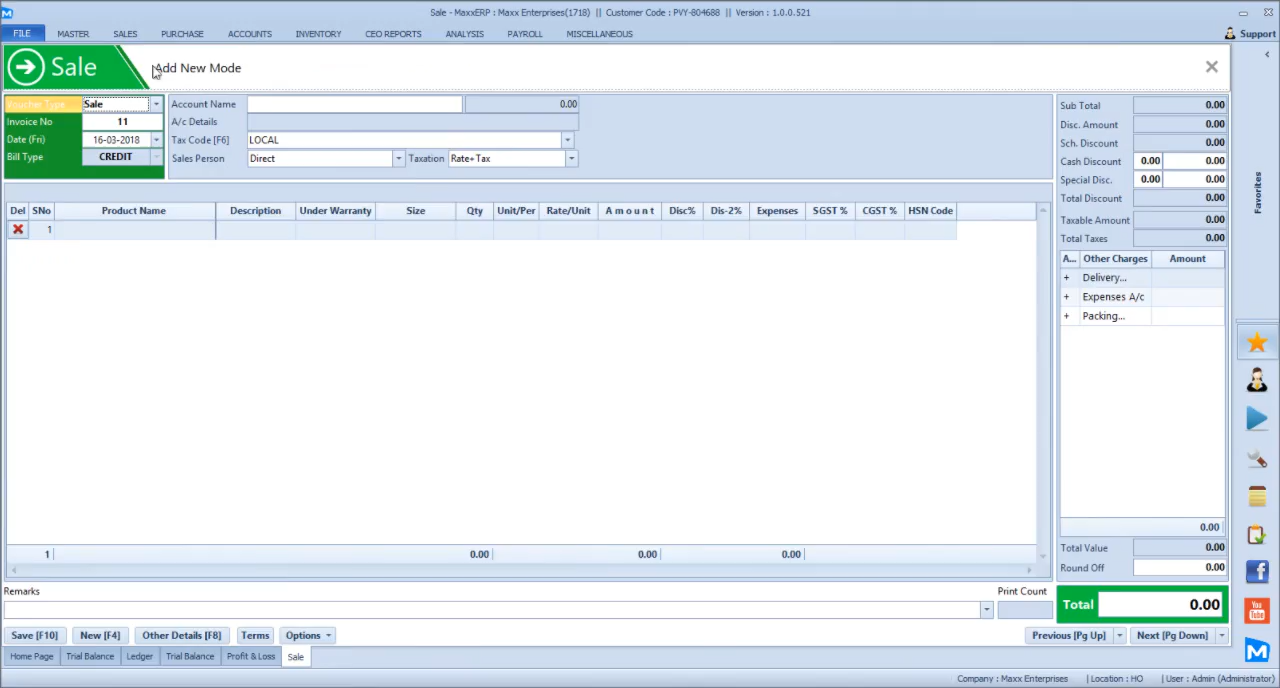 Sale - MaxxERP : Maxx Enterprises(1718) || Customer Code : PVY-804688 || Version : 1.0.0.521
FILE MASTER SALES PURCHASE ACCOUNTS INVENTORY CEO REPORTS ANALYSIS PAYROLL MISCELLANEOUS Support
Sale Add New Mode
Voucher Type Sale Account Name 0.00 Sub Total 0.00
Invoice No 11 A/c Details Disc. Amount 0.00
Date (Fri) 16-03-2018 Tax Code [F6] LOCAL Sch. Discount 0.00
Bill Type CREDIT Sales Person Direct Taxation Rate+Tax Cash Discount 0.00 0.00
Special Disc. 0.00 0.00
Total Discount 0.00
Favorites
Del SNo Product Name Description Under Warranty Size Qty Unit/Per Rate/Unit A m o u n t Disc% Dis-2% Expenses SGST % CGST % HSN Code Taxable Amount 0.00
1 Total Taxes 0.00
A... Other Charges Amount
+ Delivery...
+ Expenses A/c
+ Packing...
0.00
1 0.00 0.00 0.00 Total Value 0.00
Round Off 0.00
Remarks Print Count
Total 0.00
Save [F10] New [F4] Other Details [F8] Terms Options Previous [Pg Up] Next [Pg Down]
Home Page Trial Balance Ledger Trial Balance Profit & Loss Sale
Company : Maxx Enterprises | Location : HO | User : Admin (Administrator)
You
Tube